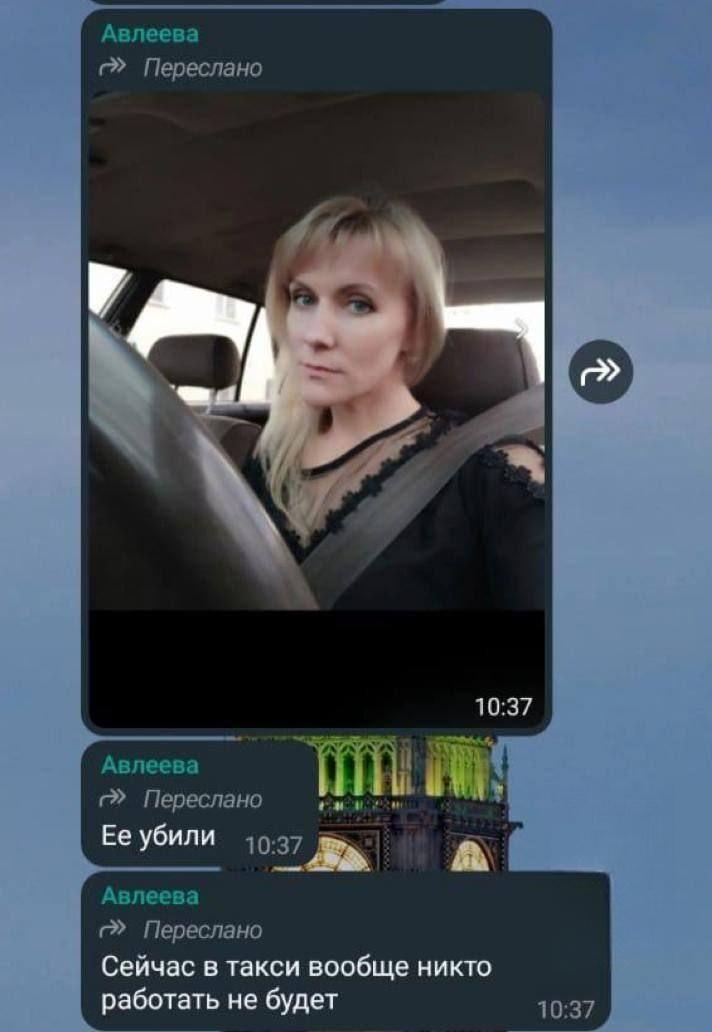 Авлеева
Переслано
10:37
Авлеева
Переслано
Ее убили 10:37
Авлеева
Переслано
Сейчас в такси вообще никто
работать не будет 10:37